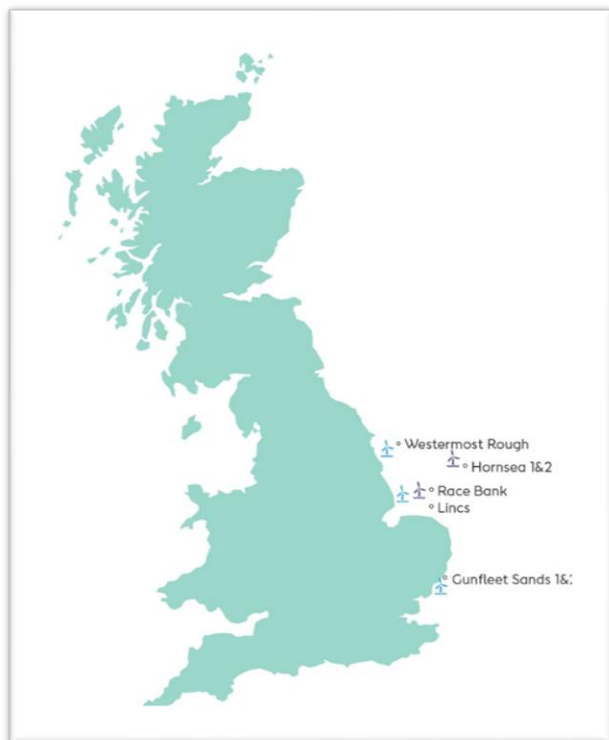 Westermost Rough
Hornsea 1&2
Race Bank
Lincs
Gunfleet Sands 1&